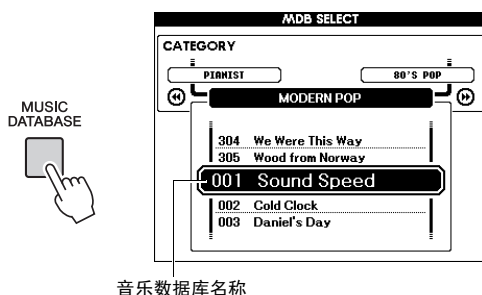 MDB SELECT
CATEGORY
PIANIST
80'S POP
MODERN POP
304 We Were This Way
305 Wood from Norway
001 Sound Speed
002 Cold Clock
003 Daniel's Day
MUSIC
DATABASE
音乐数据库名称